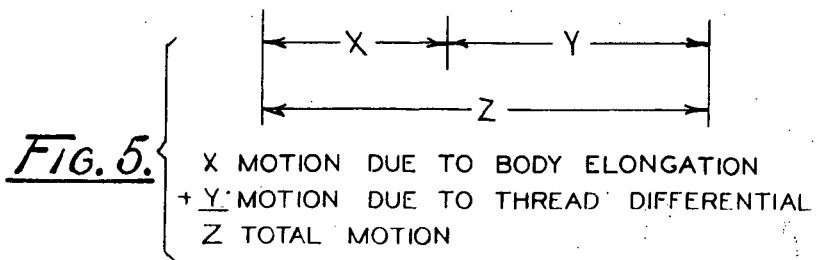 X Y
Z
FIG. 5.
X MOTION DUE TO BODY ELONGATION
+ Y MOTION DUE TO THREAD DIFFERENTIAL
Z TOTAL MOTION